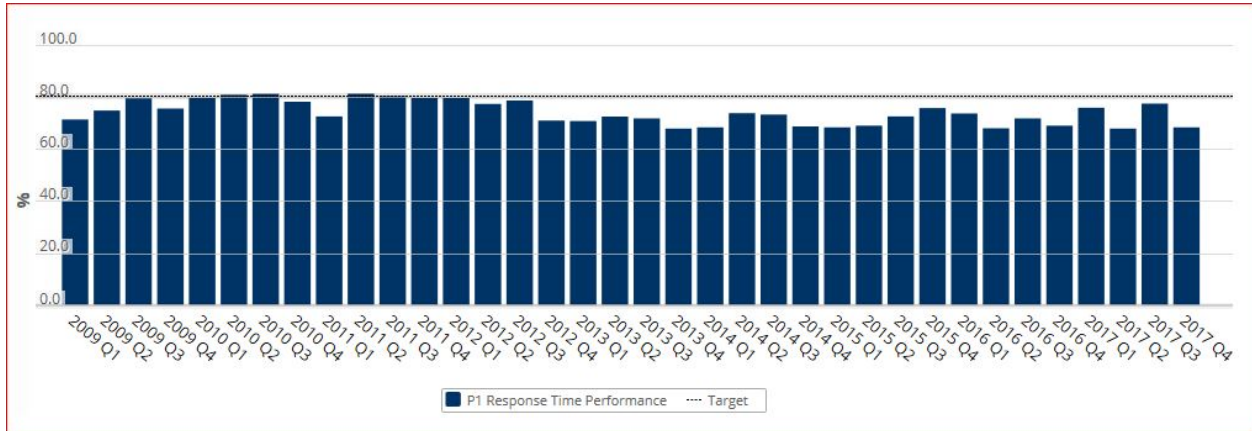 100.0
80.0
60.0
40.0
20.0
0.0
%
2009 Q1
2009 Q2
2009 Q3
2009 Q4
2010 Q1
2010 Q2
2010 Q3
2010 Q4
2011 Q1
2011 Q2
2011 Q3
2011 Q4
2012 Q1
2012 Q2
2012 Q3
2012 Q4
2013 Q1
2013 Q2
2013 Q3
2013 Q4
2014 Q1
2014 Q2
2014 Q3
2014 Q4
2015 Q1
2015 Q2
2015 Q3
2015 Q4
2016 Q1
2016 Q2
2016 Q3
2016 Q4
2017 Q1
2017 Q2
2017 Q3
2017 Q4
P1 Response Time Performance
Target